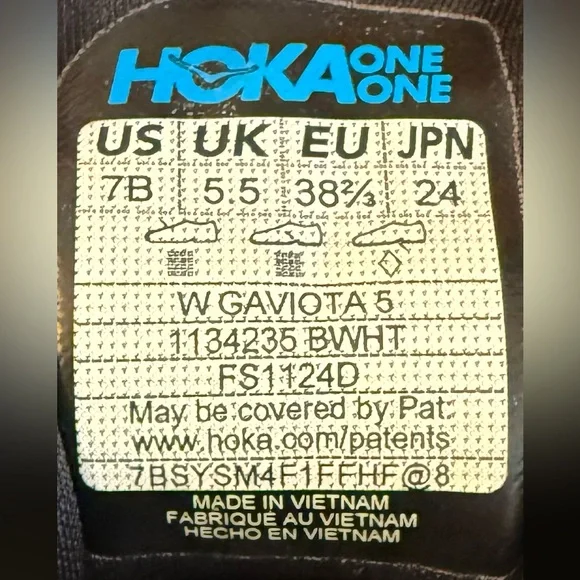 HOKA ONE ONE
US UK EU JPN
7B 5.5 38⅔ 24
W GAVIOTA 5
1134235 BWHT
FS1124D
May be covered by Pat.
www.hoka.com/patents
7BSYSM4F1FFHF@8
MADE IN VIETNAM
FABRIQUÉ AU VIETNAM
HECHO EN VIETNAM